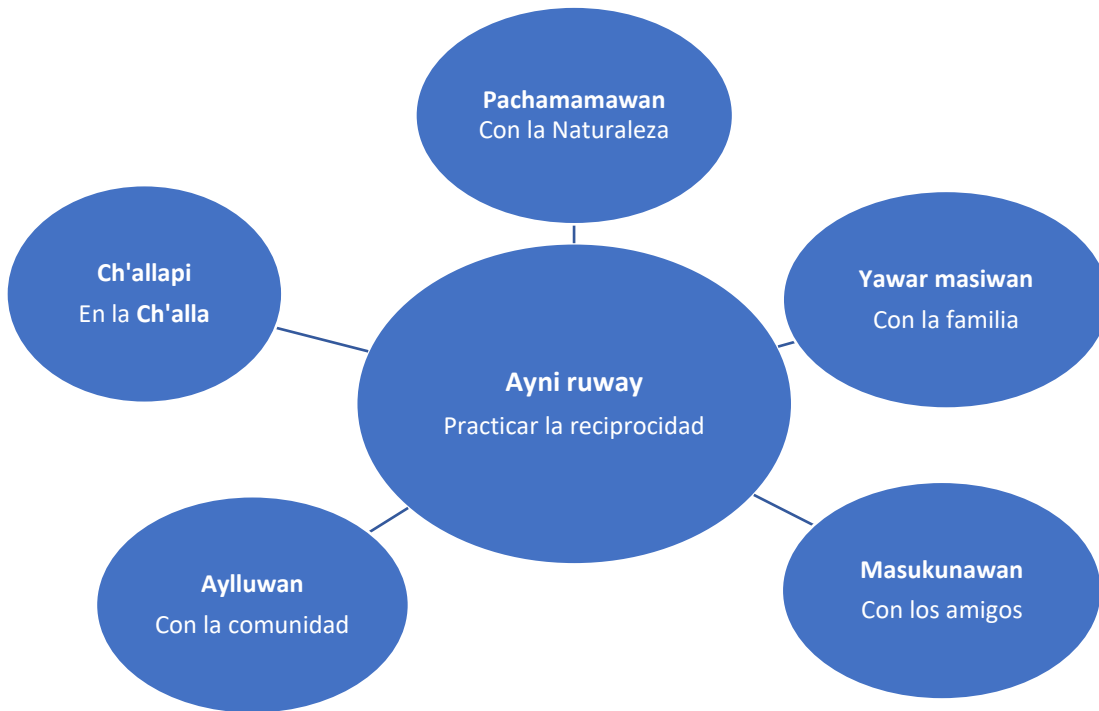 Pachamamawan
Con la Naturaleza
Ch'allapi
En la Ch'alla
Yawar masiwan
Con la familia
Ayni ruway
Practicar la reciprocidad
Aylluwan
Con la comunidad
Masukunawan
Con los amigos